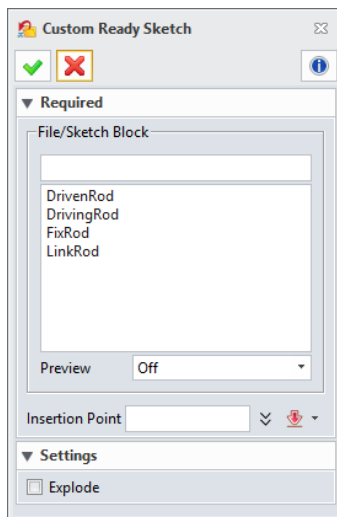 Custom Ready Sketch
Required
File/Sketch Block
DrivenRod
DrivingRod
FixRod
LinkRod
Preview Off
Insertion Point
Settings
Explode